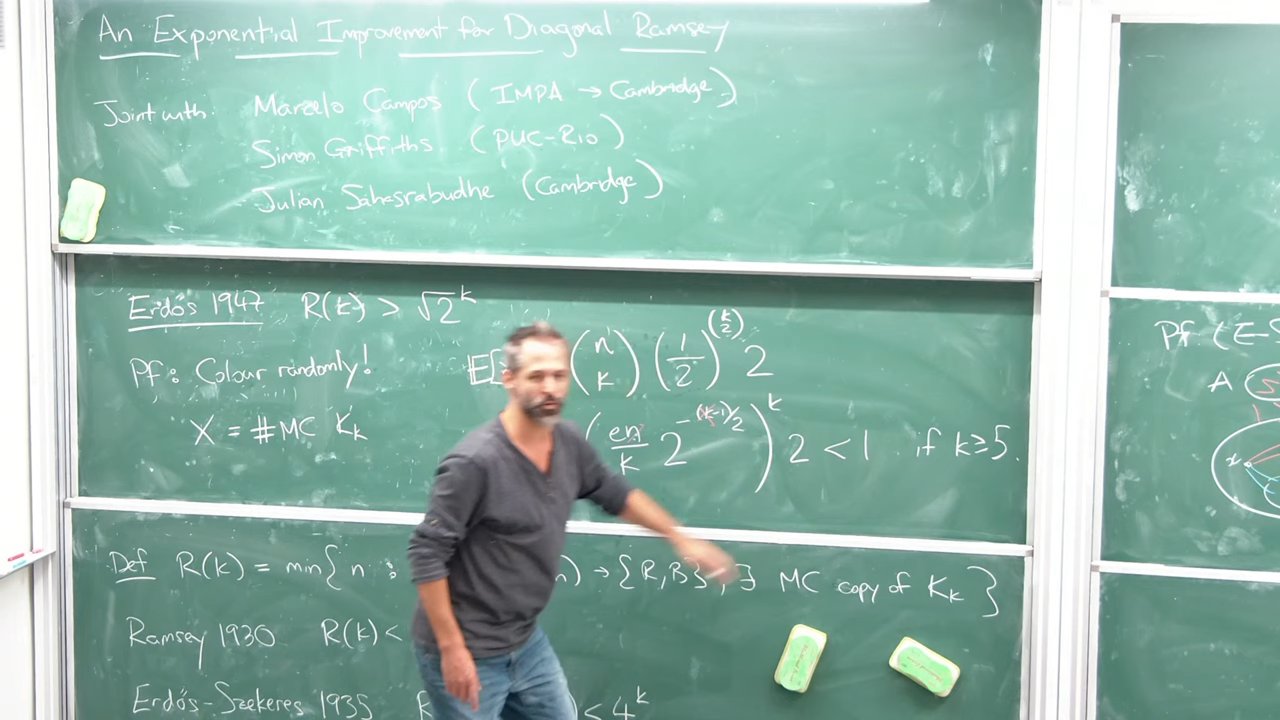 An Exponential Improvement for Diagonal Ramsey
Joint with: Marcelo Campos (IMPA → Cambridge)
Simon Griffiths (PUC-Rio)
Julian Sahasrabudhe (Cambridge)
Erdős 1947 R(k) > √2^k
Pf: Colour randomly! E[ (n k) (1/2)^(k 2) 2
X = #MC K_k (en/k 2^{-(k-1)/2})^k 2 < 1 if k≥5.
Def R(k) = min{n : n) → {R,B}, ∃ MC copy of K_k}
Ramsey 1930 R(k) <
Erdős-Szekeres 1935 R ) < 4^k
Pf (E-S
A
x